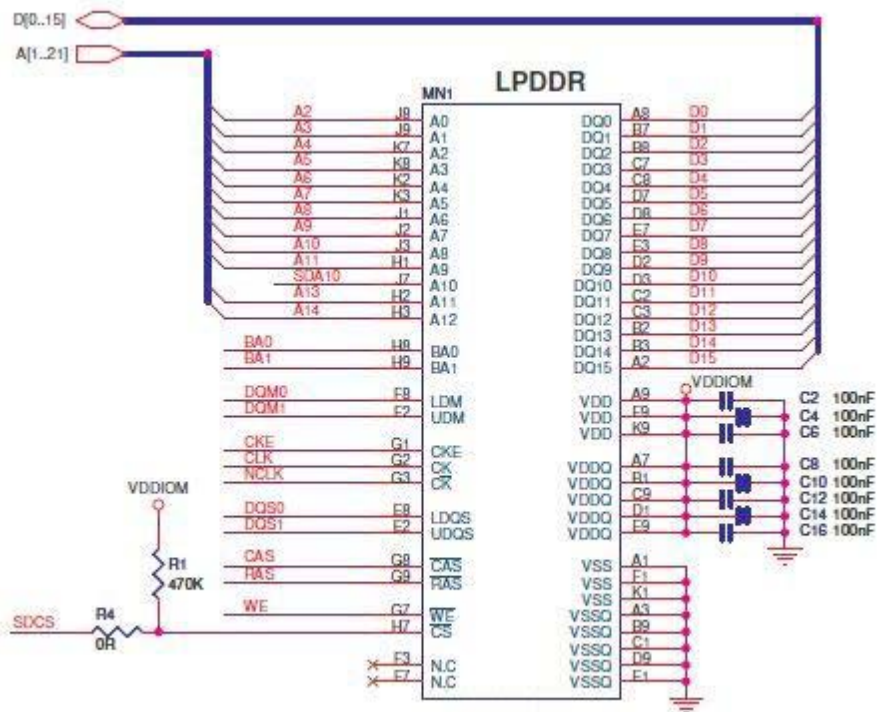 D[0..15]
A[1..21]
LPDDR
MN1
A2 J8 A0 DQ0 A8 D0
A3 J9 A1 DQ1 B7 D1
A4 K7 A2 DQ2 B8 D2
A5 K8 A3 DQ3 C7 D3
A6 K2 A4 DQ4 C8 D4
A7 K3 A5 DQ5 D7 D5
A8 J1 A6 DQ6 D8 D6
A9 J2 A7 DQ7 E7 D7
A10 J3 A8 DQ8 E3 D8
A11 H1 A9 DQ9 D2 D9
SDA10 J7 A10 DQ10 D3 D10
A13 H2 A11 DQ11 C2 D11
A14 H3 A12 DQ12 C3 D12
DQ13 B2 D13
BA0 H8 BA0 DQ14 B3 D14
BA1 H9 BA1 DQ15 A2 D15
VDDIOM
DQM0 F8 LDM VDD A9 C2 100nF
DQM1 F2 UDM VDD F9 C4 100nF
VDD K9 C6 100nF
CKE G1 CKE
CLK G2 CK VDDQ A7 C8 100nF
NCLK G3 CK VDDQ B1 C10 100nF
VDDIOM
VDDQ C9 C12 100nF
DQS0 E8 LDQS VDDQ D1 C14 100nF
DQS1 E2 UDQS VDDQ E9 C16 100nF
CAS G8 CAS VSS A1
RAS G9 RAS VSS F1
R1
470K
VSS K1
WE G7 WE VSSQ A3
SDCS R4 H7 CS VSSQ B9
0R
VSSQ C1
F3 N.C VSSQ D9
F7 N.C VSSQ E1